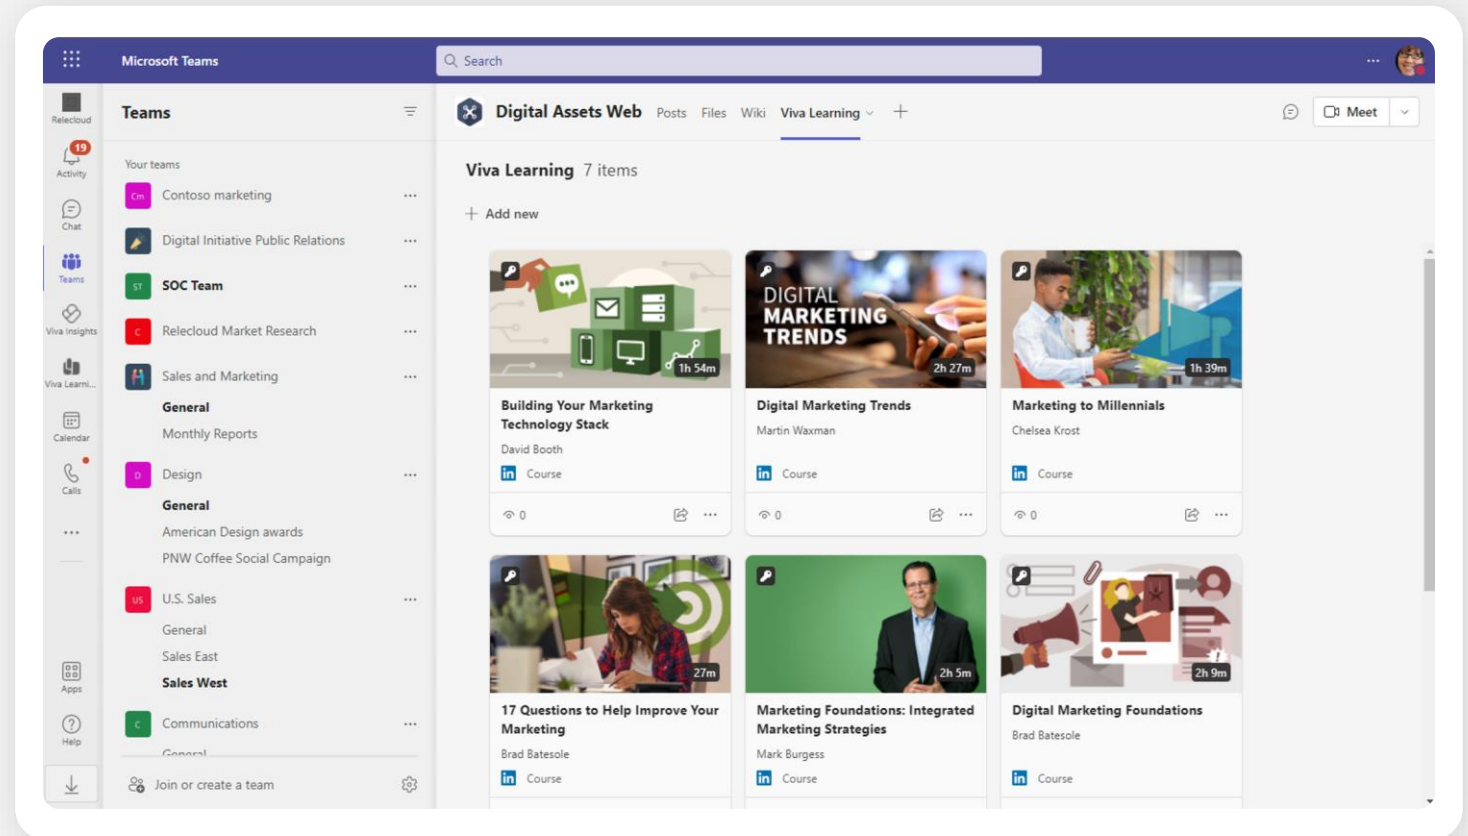 Microsoft Teams
Search
Relecloud
19
Activity
Chat
Teams
Viva Insights
Viva Learni...
Calendar
Calls
Apps
Help
Teams
Your teams
Cm Contoso marketing
Digital Initiative Public Relations
ST SOC Team
C Relecloud Market Research
Sales and Marketing
General
Monthly Reports
D Design
General
American Design awards
PNW Coffee Social Campaign
US U.S. Sales
General
Sales East
Sales West
C Communications
General
Join or create a team
Digital Assets Web Posts Files Wiki Viva Learning
Meet
Viva Learning 7 items
Add new
1h 54m
Building Your Marketing
Technology Stack
David Booth
in Course
0
DIGITAL
MARKETING
TRENDS
2h 27m
Digital Marketing Trends
Martin Waxman
in Course
0
1h 39m
Marketing to Millennials
Chelsea Krost
in Course
0
27m
17 Questions to Help Improve Your
Marketing
Brad Batesole
in Course
2h 5m
Marketing Foundations: Integrated
Marketing Strategies
Mark Burgess
in Course
2h 9m
Digital Marketing Foundations
Brad Batesole
in Course